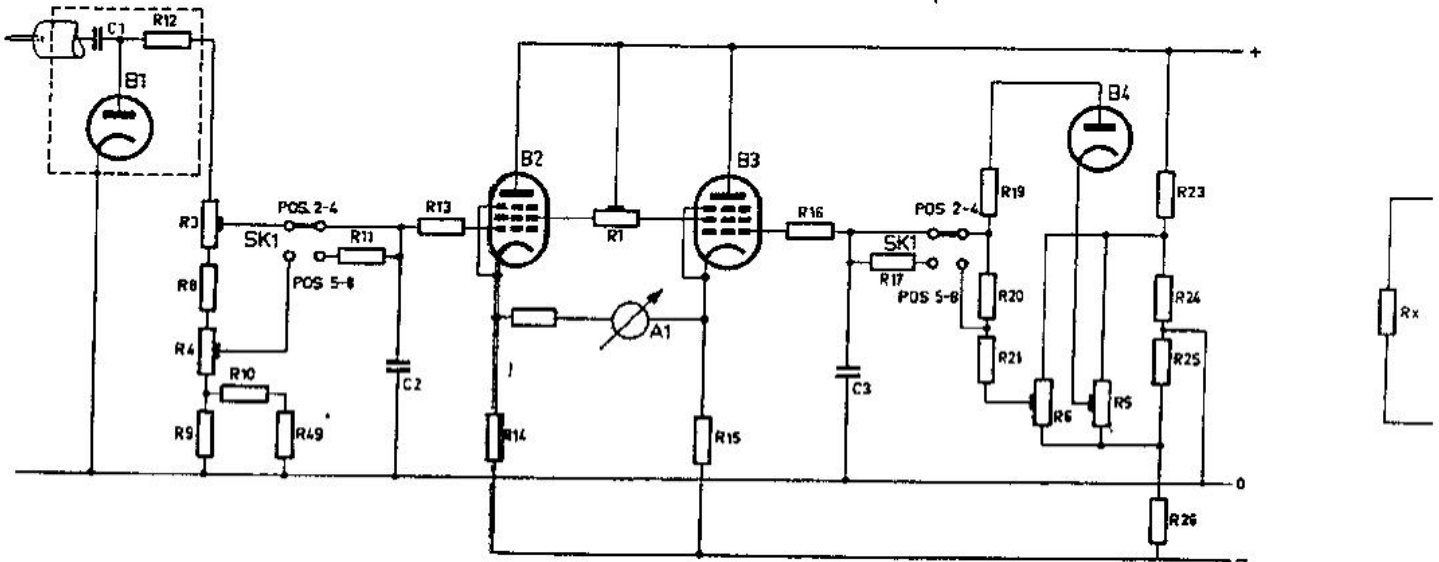 C1
R12
B1
R3
POS. 2-4
SK1
R11
POS 5-8
R8
R4
R10
R9
R49
C2
R13
B2
R1
B3
A1
R14
R15
R16
POS 2-4
SK1
R17
POS 5-8
C3
R19
R20
R21
B4
R6
R5
R23
R24
R25
R26
+
0
-
Rx